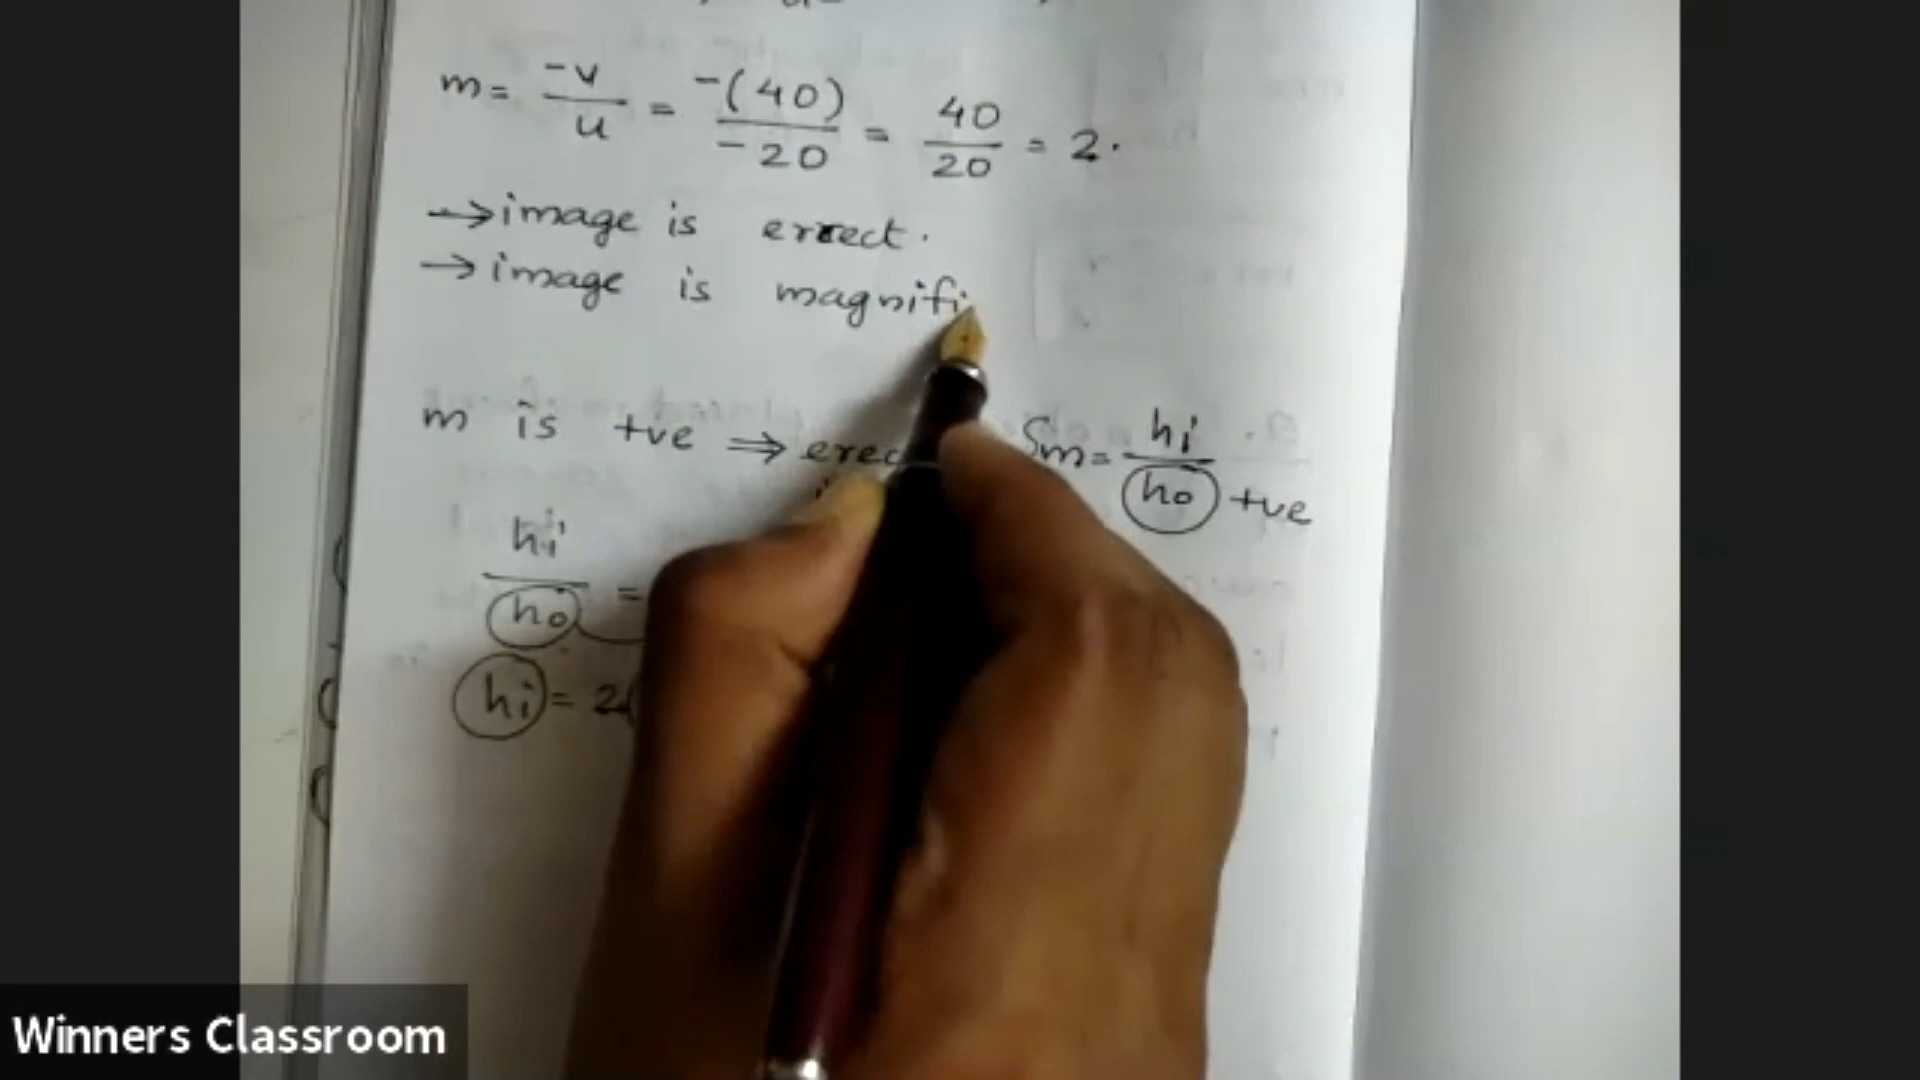 m = -v/u = -(40)/-20 = 40/20 = 2.
→ image is errect.
→ image is magnifi
m is +ve ⇒ erec
m = hi/ho +ve
hi/ho =
hi = 2(
Winners Classroom